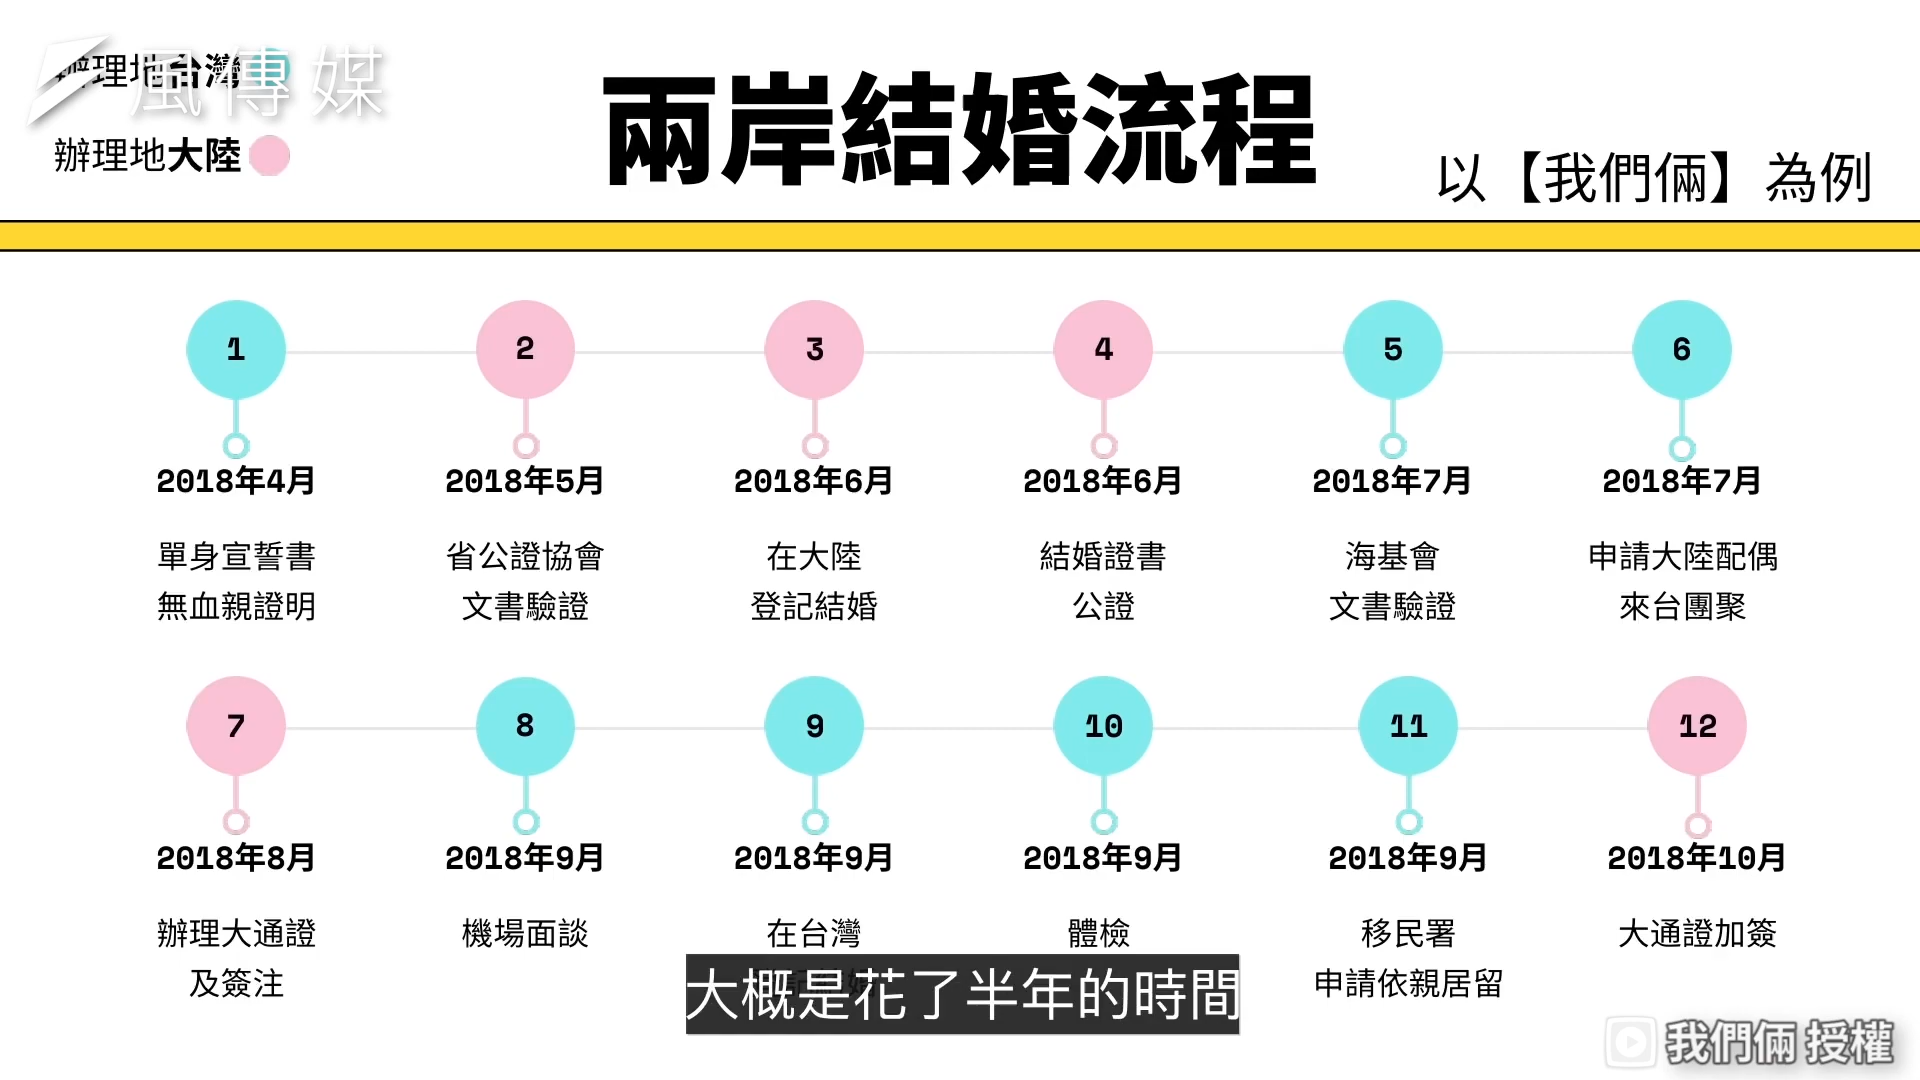 辦理地台灣
風傳媒
辦理地大陸
兩岸結婚流程
以【我們倆】為例
1
2
3
4
5
6
2018年4月
2018年5月
2018年6月
2018年6月
2018年7月
2018年7月
單身宣誓書
無血親證明
省公證協會
文書驗證
在大陸
登記結婚
結婚證書
公證
海基會
文書驗證
申請大陸配偶
來台團聚
7
8
9
10
11
12
2018年8月
2018年9月
2018年9月
2018年9月
2018年9月
2018年10月
辦理大通證
及簽注
機場面談
在台灣
體檢
移民署
申請依親居留
大通證加簽
大概是花了半年的時間
我們倆 授權